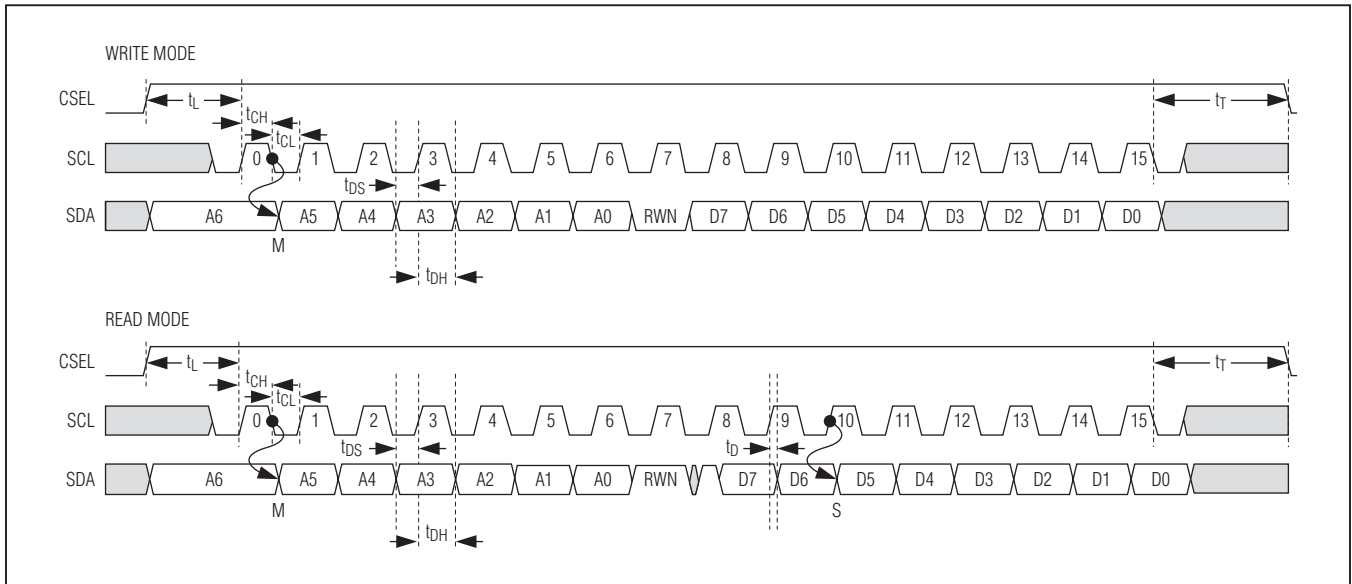 WRITE MODE
CSEL
tL
tT
tCH
tCL
SCL
0 1 2 3 4 5 6 7 8 9 10 11 12 13 14 15
tDS
SDA
A6 A5 A4 A3 A2 A1 A0 RWN D7 D6 D5 D4 D3 D2 D1 D0
M
tDH
READ MODE
CSEL
tL
tT
tCH
tCL
SCL
0 1 2 3 4 5 6 7 8 9 10 11 12 13 14 15
tDS
tD
SDA
A6 A5 A4 A3 A2 A1 A0 RWN D7 D6 D5 D4 D3 D2 D1 D0
M
S
tDH